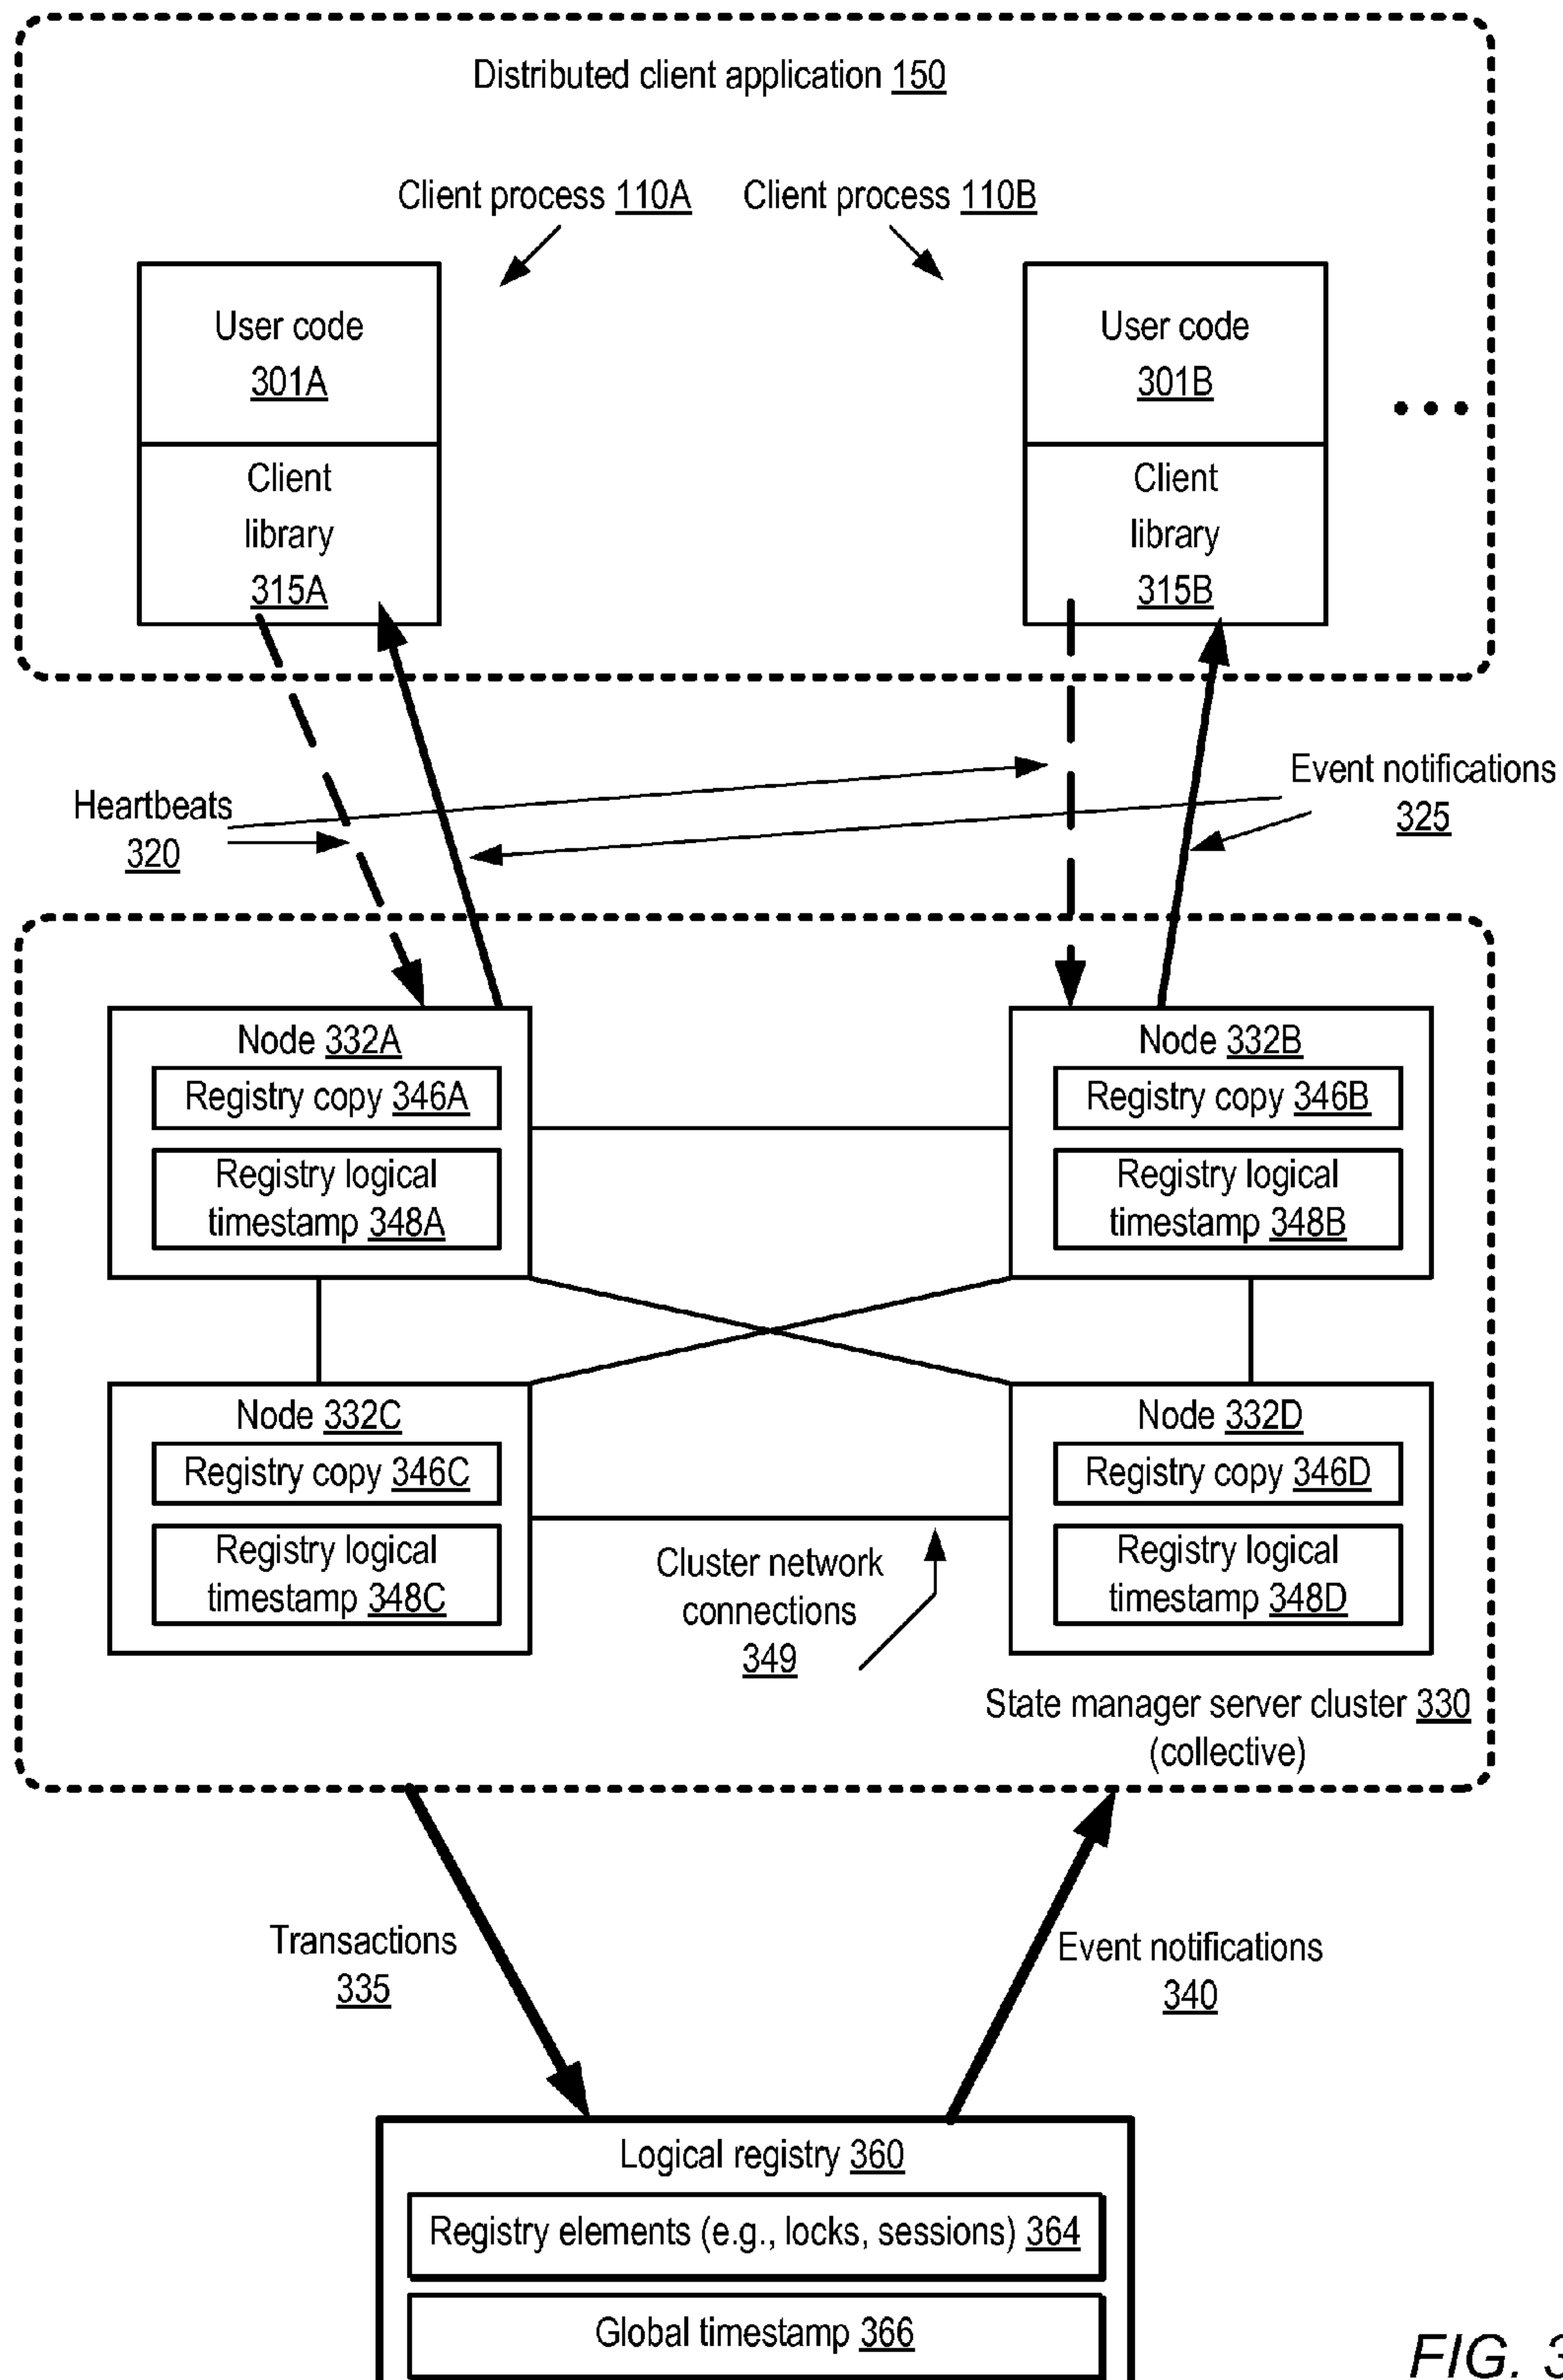 Distributed client application 150
Client process 110A
Client process 110B
User code
301A
Client
library
315A
User code
301B
Client
library
315B
Heartbeats
320
Event notifications
325
Node 332A
Registry copy 346A
Registry logical
timestamp 348A
Node 332B
Registry copy 346B
Registry logical
timestamp 348B
Node 332C
Registry copy 346C
Registry logical
timestamp 348C
Node 332D
Registry copy 346D
Registry logical
timestamp 348D
Cluster network
connections
349
State manager server cluster 330
(collective)
Transactions
335
Event notifications
340
Logical registry 360
Registry elements (e.g., locks, sessions) 364
Global timestamp 366
FIG. 3